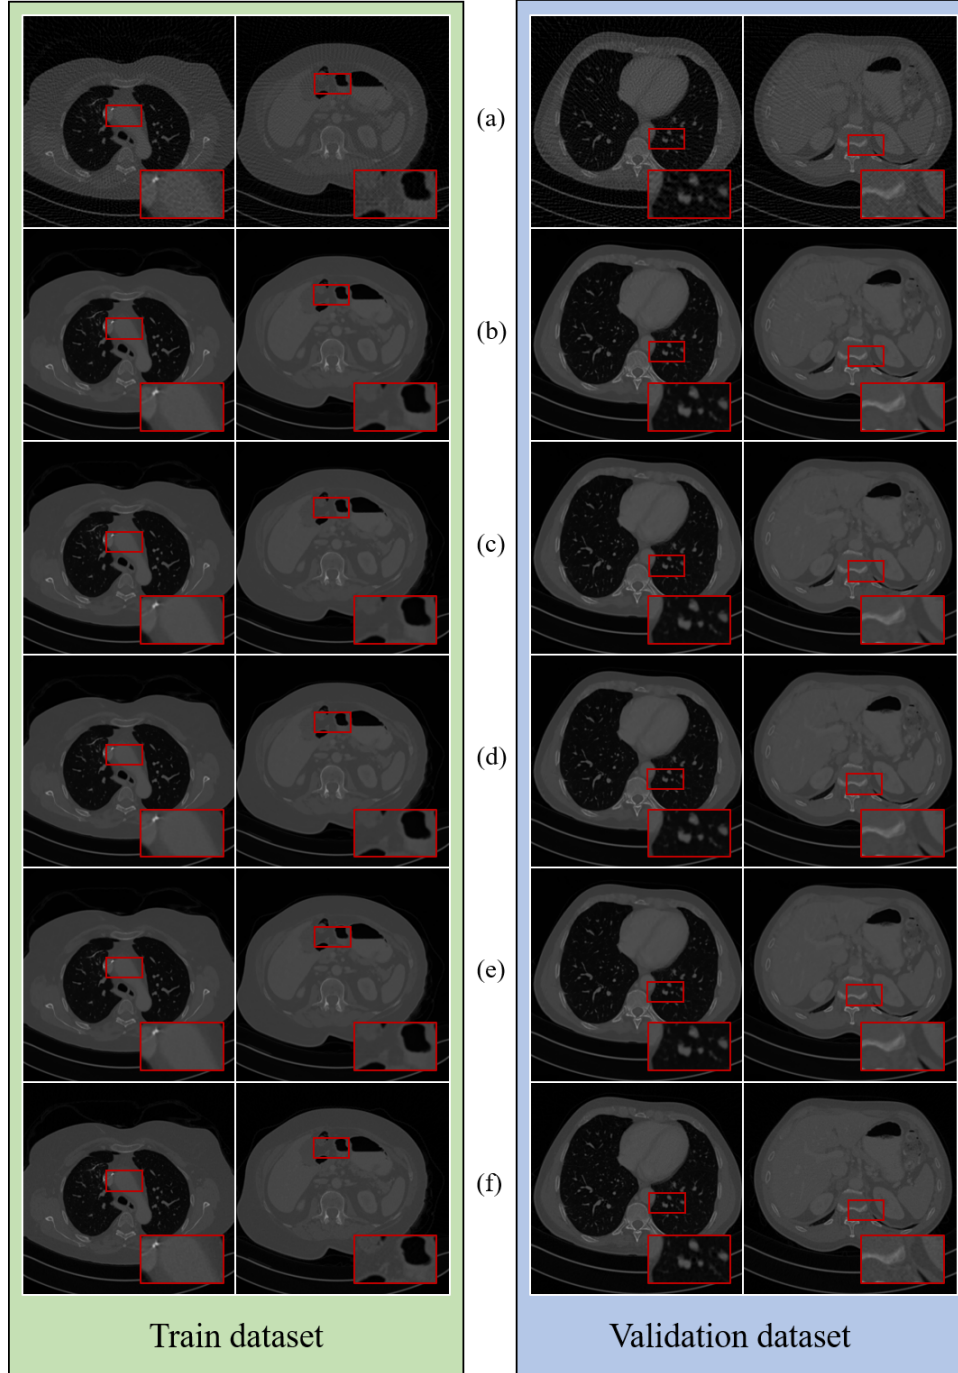 (a)
(b)
(c)
(d)
(e)
(f)
Train dataset
Validation dataset